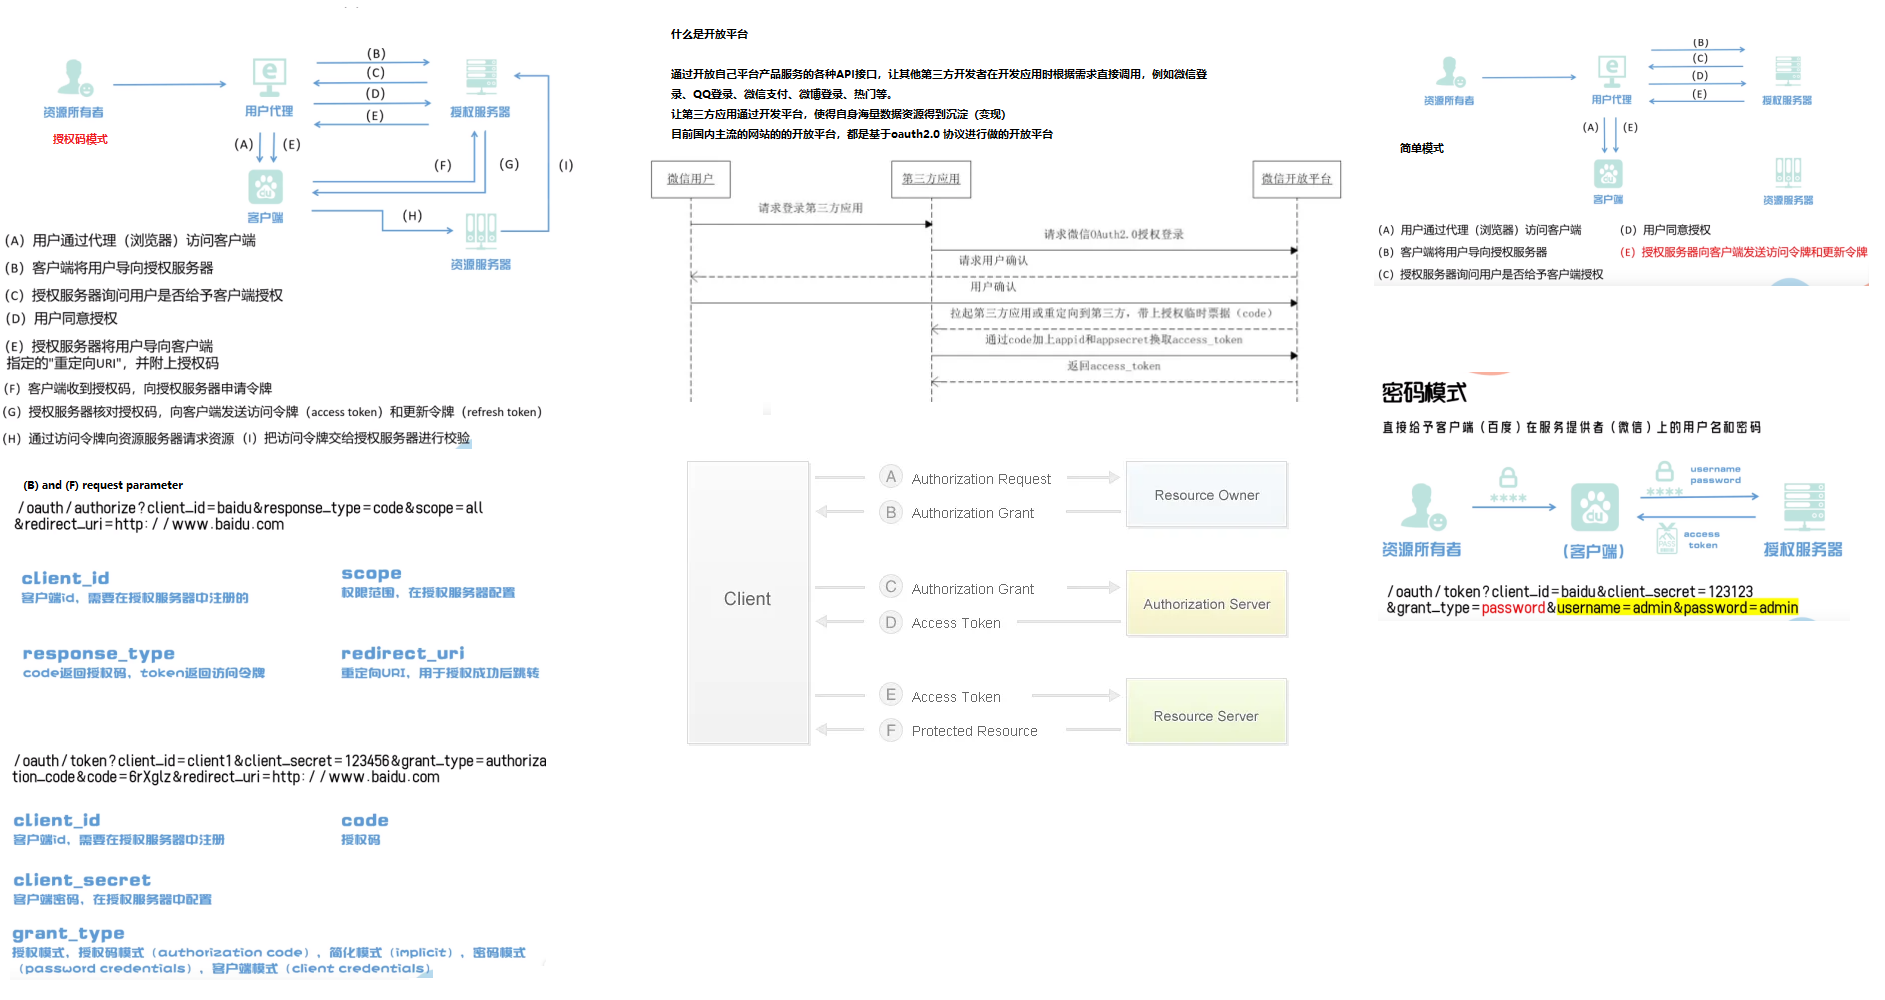 (B)
(C)
(D)
(E)
资源所有者
用户代理
授权服务器
授权码模式
(A)
(E)
(F)
(G)
(I)
客户端
(H)
资源服务器
(A) 用户通过代理（浏览器）访问客户端
(B) 客户端将用户导向授权服务器
(C) 授权服务器询问用户是否给予客户端授权
(D) 用户同意授权
(E) 授权服务器将用户导向客户端
指定的"重定向URI"，并附上授权码
(F) 客户端收到授权码，向授权服务器申请令牌
(G) 授权服务器核对授权码，向客户端发送访问令牌（access token）和更新令牌（refresh token）
(H) 通过访问令牌向资源服务器请求资源 (I) 把访问令牌交给授权服务器进行校验
(B) and (F) request parameter
/oauth/authorize?client_id=baidu&response_type=code&scope=all
&redirect_uri=http://www.baidu.com
client_id
客户端id，需要在授权服务器中注册的
scope
权限范围，在授权服务器配置
response_type
code返回授权码，token返回访问令牌
redirect_uri
重定向URI，用于授权成功后跳转
/oauth/token?client_id=client1&client_secret=123456&grant_type=authoriza
tion_code&code=6rXglz&redirect_uri=http://www.baidu.com
client_id
客户端id，需要在授权服务器中注册
code
授权码
client_secret
客户端密码，在授权服务器中配置
grant_type
授权模式，授权码模式（authorization code），简化模式（implicit），密码模式
（password credentials），客户端模式（client credentials）
什么是开放平台
通过开放自己平台产品服务的各种API接口，让其他第三方开发者在开发应用时根据需求直接调用，例如微信登
录、QQ登录、微信支付、微博登录、热门等。
让第三方应用通过开发平台，使得自身海量数据资源得到沉淀（变现）
目前国内主流的网站的的开放平台，都是基于oauth2.0 协议进行做的开放平台
微信用户
第三方应用
微信开放平台
请求登录第三方应用
请求微信OAuth2.0授权登录
请求用户确认
用户确认
拉起第三方应用或重定向到第三方，带上授权临时票据（code）
通过code加上appid和appsecret换取access_token
返回access_token
Client
A Authorization Request
B Authorization Grant
Resource Owner
C Authorization Grant
D Access Token
Authorization Server
E Access Token
F Protected Resource
Resource Server
(B)
(C)
(D)
(E)
资源所有者
用户代理
授权服务器
(A)
(E)
简单模式
du
客户端
资源服务器
(A) 用户通过代理（浏览器）访问客户端
(D) 用户同意授权
(B) 客户端将用户导向授权服务器
(E) 授权服务器向客户端发送访问令牌和更新令牌
(C) 授权服务器询问用户是否给予客户端授权
密码模式
直接给予客户端（百度）在服务提供者（微信）上的用户名和密码
username
password
****
****
du
PASS
access
token
资源所有者
(客户端)
授权服务器
/oauth/token?client_id=baidu&client_secret=123123
&grant_type=password&username=admin&password=admin